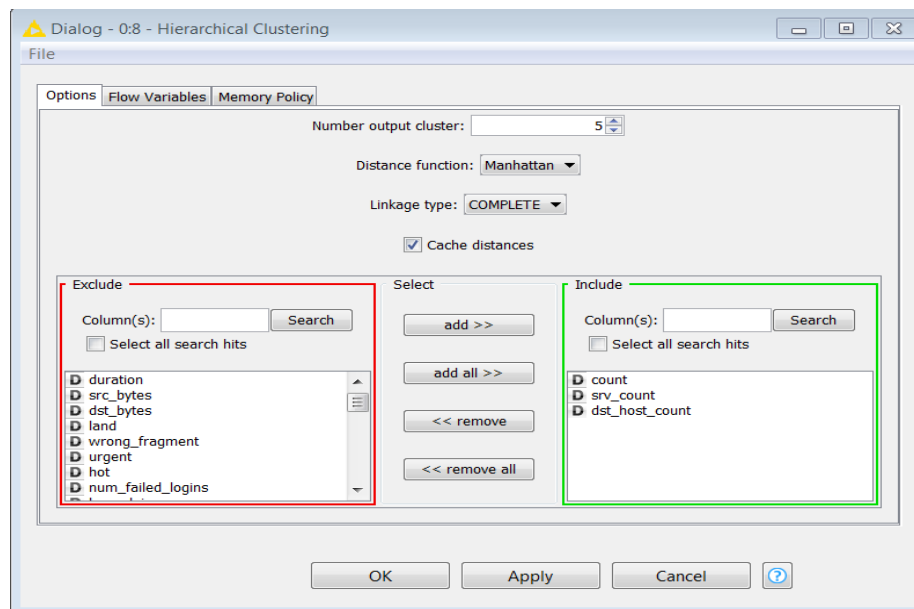 Dialog - 0:8 - Hierarchical Clustering
File
Options Flow Variables Memory Policy
Number output cluster: 5
Distance function: Manhattan
Linkage type: COMPLETE
Cache distances
Exclude Select Include
Column(s): Search add >> Column(s): Search
Select all search hits Select all search hits
add all >>
D duration D count
D src_bytes D srv_count
D dst_bytes D dst_host_count
D land
D wrong_fragment << remove
D urgent
D hot
D num_failed_logins << remove all
OK Apply Cancel ?